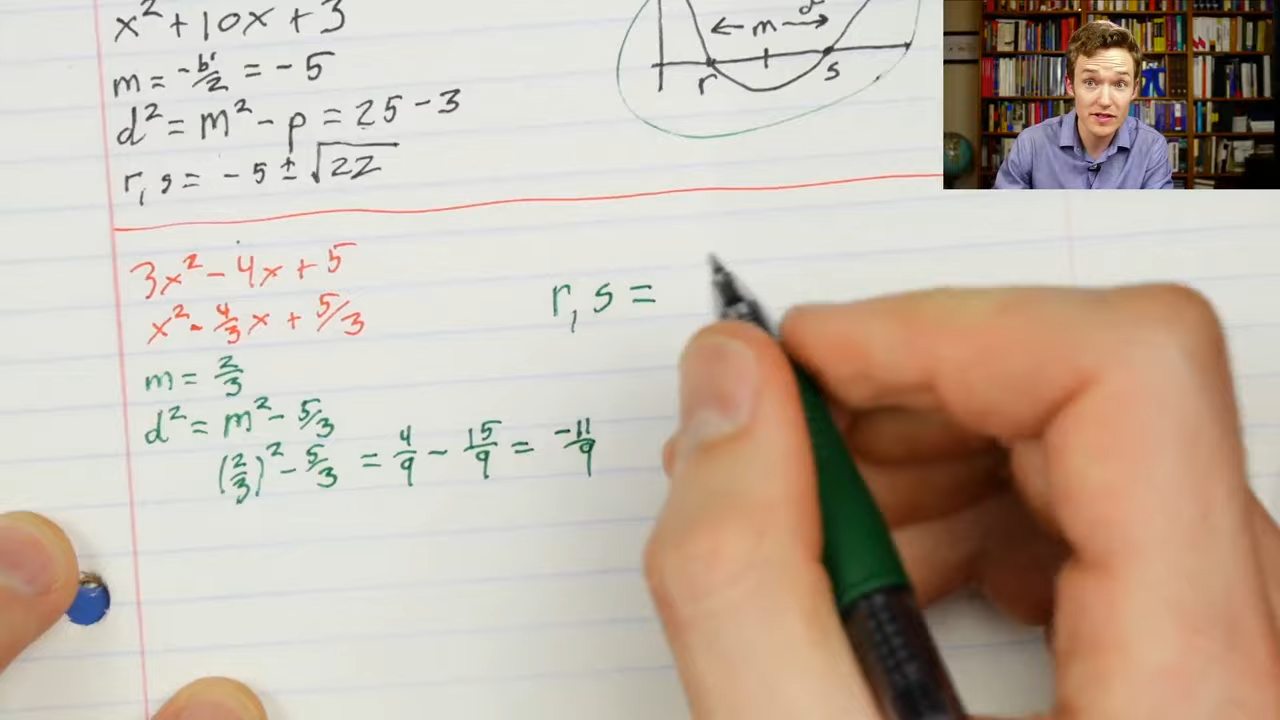 x² + 10x + 3
m = -b'/2 = -5
d² = m² - p = 25 - 3
r, s = -5 ± √22
← m → d
r
s
3x² - 4x + 5
x² - 4/3 x + 5/3
m = 2/3
d² = m² - 5/3
(2/3)² - 5/3 = 4/9 - 15/9 = -11/9
r, s =